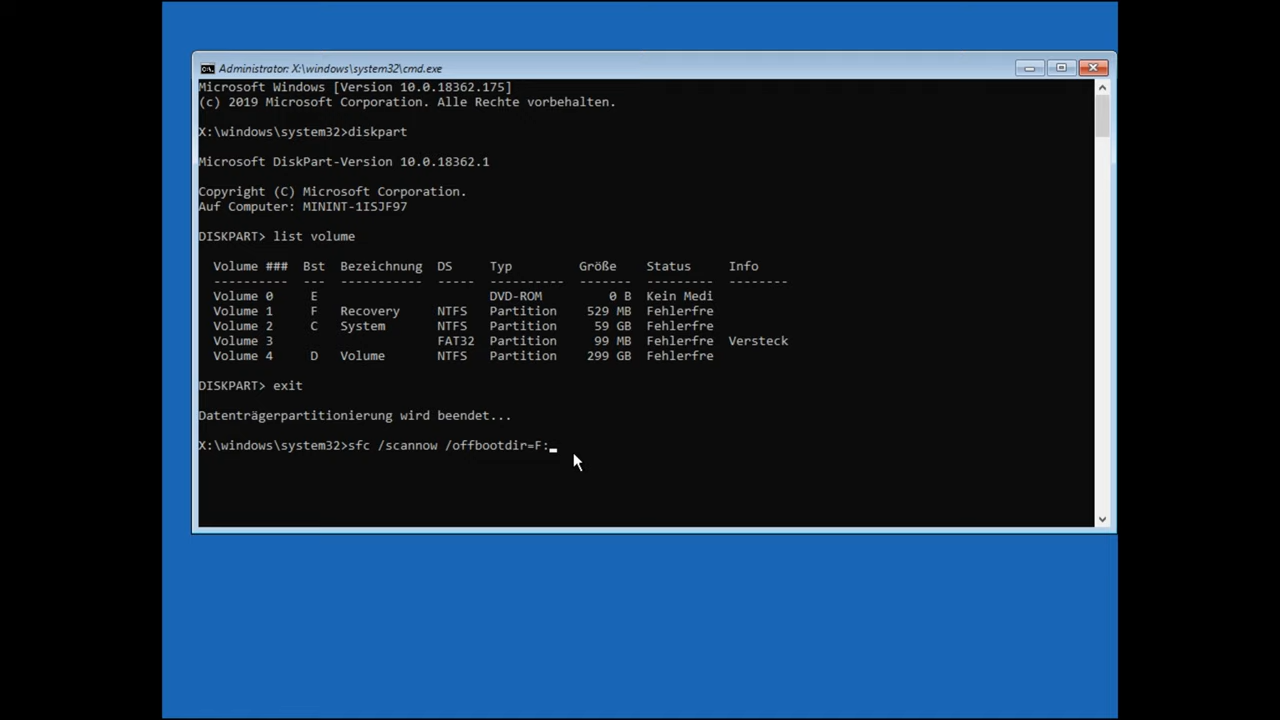 Administrator: X:\windows\system32\cmd.exe
Microsoft Windows [Version 10.0.18362.175]
(c) 2019 Microsoft Corporation. Alle Rechte vorbehalten.
X:\windows\system32>diskpart
Microsoft DiskPart-Version 10.0.18362.1
Copyright (C) Microsoft Corporation.
Auf Computer: MININT-1ISJF97
DISKPART> list volume
Volume ###  Bst  Bezeichnung  DS     Typ         Größe    Status     Info
----------  ---  -----------  -----  ----------  -------  ---------  --------
Volume 0     E                       DVD-ROM         0 B  Kein Medi
Volume 1     F   Recovery     NTFS   Partition    529 MB  Fehlerfre
Volume 2     C   System       NTFS   Partition     59 GB  Fehlerfre
Volume 3                      FAT32  Partition     99 MB  Fehlerfre  Versteck
Volume 4     D   Volume       NTFS   Partition    299 GB  Fehlerfre
DISKPART> exit
Datenträgerpartitionierung wird beendet...
X:\windows\system32>sfc /scannow /offbootdir=F: